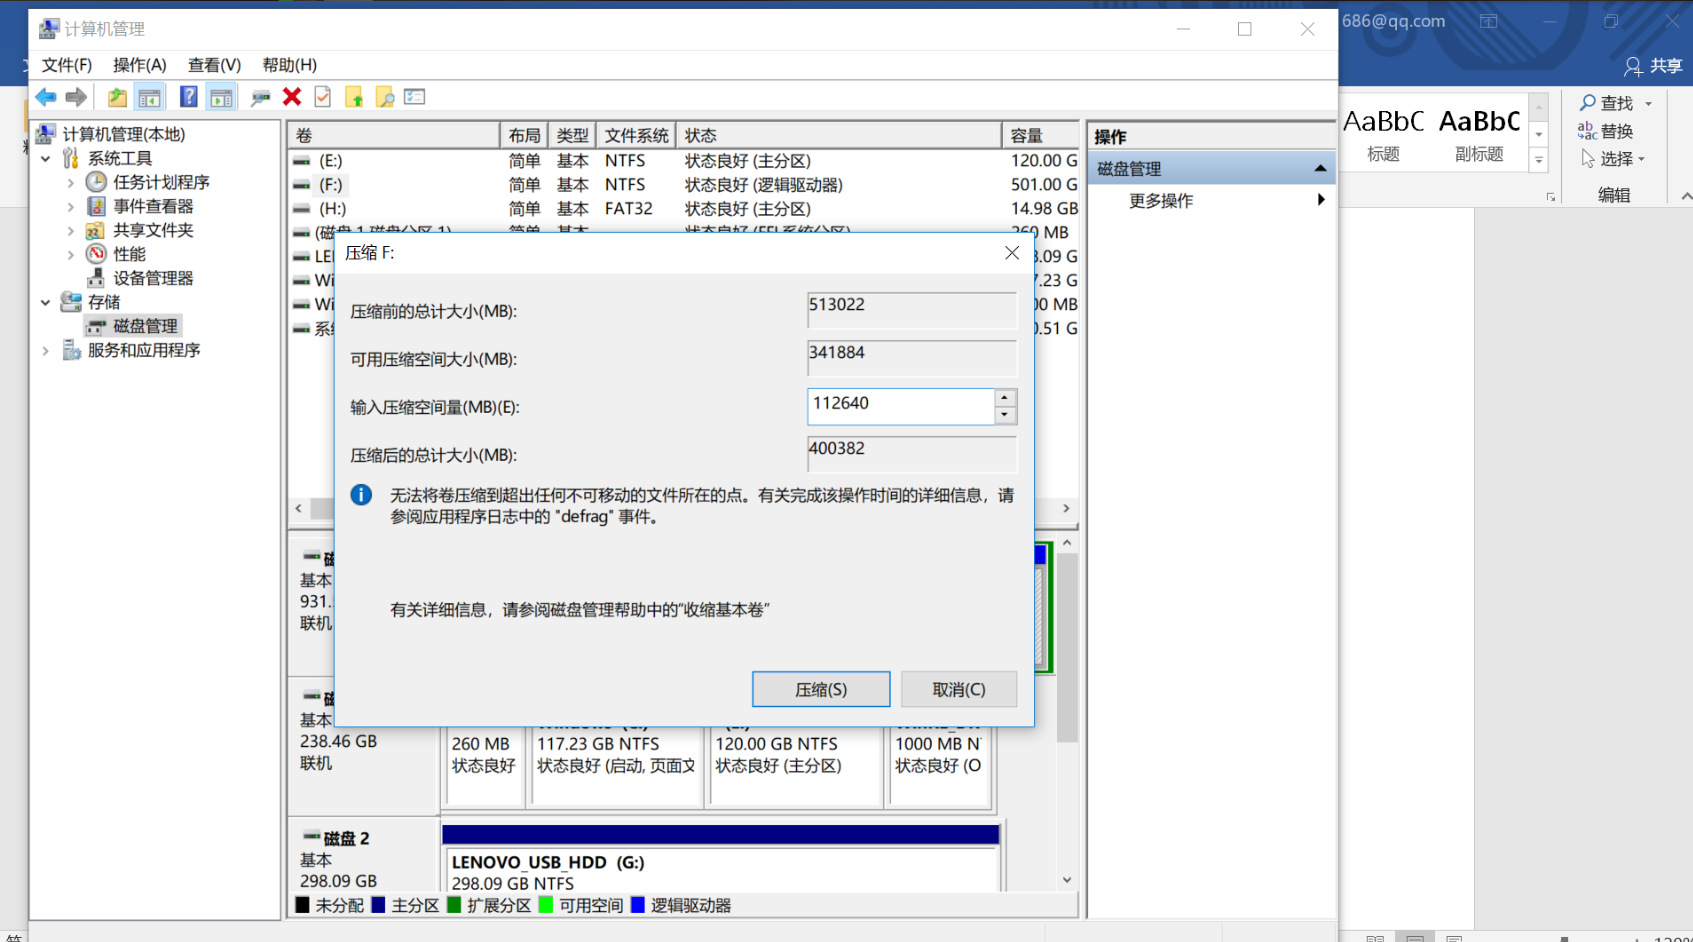 计算机管理
686@qq.com
文件(F) 操作(A) 查看(V) 帮助(H)
共享
计算机管理(本地)
系统工具
任务计划程序
事件查看器
共享文件夹
性能
设备管理器
存储
磁盘管理
服务和应用程序
卷 布局 类型 文件系统 状态 容量
(E:) 简单 基本 NTFS 状态良好 (主分区) 120.00 G
(F:) 简单 基本 NTFS 状态良好 (逻辑驱动器) 501.00 G
(H:) 简单 基本 FAT32 状态良好 (主分区) 14.98 GB
(磁盘 1 磁盘分区 1) 简单 基本 状态良好 (EFI 系统分区) 260 MB
LE 3.09 G
Wi 7.23 G
Wi 00 MB
系 0.51 G
操作
磁盘管理
更多操作
AaBbC AaBbC
标题 副标题
查找
替换
选择
编辑
压缩 F:
压缩前的总计大小(MB): 513022
可用压缩空间大小(MB): 341884
输入压缩空间量(MB)(E): 112640
压缩后的总计大小(MB): 400382
无法将卷压缩到超出任何不可移动的文件所在的点。有关完成该操作时间的详细信息，请
参阅应用程序日志中的 "defrag" 事件。
有关详细信息，请参阅磁盘管理帮助中的“收缩基本卷”
压缩(S) 取消(C)
基本
931.
联机
基本
238.46 GB
联机
260 MB
状态良好
117.23 GB NTFS
状态良好 (启动, 页面文
120.00 GB NTFS
状态良好 (主分区)
1000 MB N
状态良好 (O
磁盘 2
基本
298.09 GB
LENOVO_USB_HDD (G:)
298.09 GB NTFS
未分配 主分区 扩展分区 可用空间 逻辑驱动器